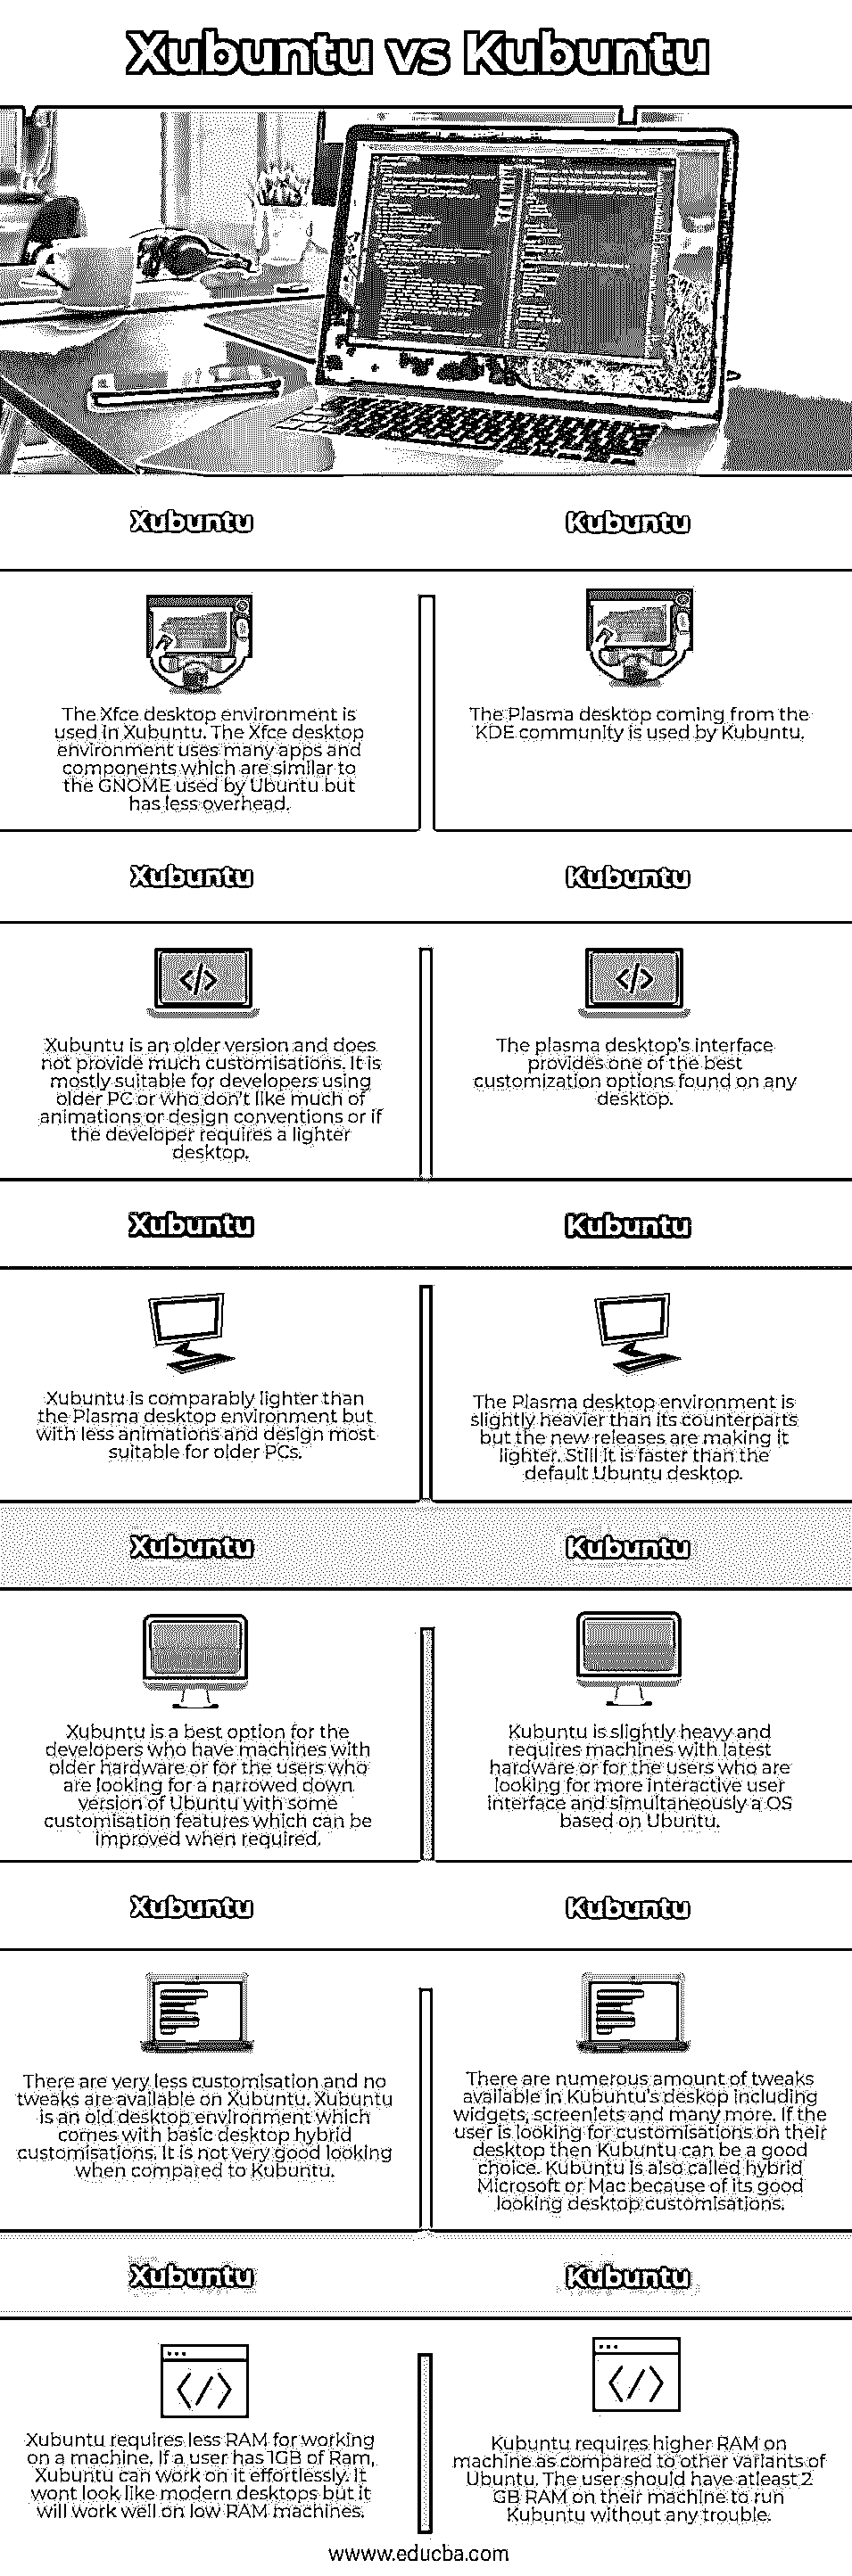 Xubuntu vs Kubuntu
Xubuntu
Kubuntu
The Xfce desktop environment is
used in Xubuntu. The Xfce desktop
environment uses many apps and
components which are similar to
the GNOME used by Ubuntu but
has less overhead.
The Plasma desktop coming from the
KDE community is used by Kubuntu.
Xubuntu
Kubuntu
Xubuntu is an older version and does
not provide much customisations. It is
mostly suitable for developers using
older PC or who don't like much of
animations or design conventions or if
the developer requires a lighter
desktop.
The plasma desktop's interface
provides one of the best
customization options found on any
desktop.
Xubuntu
Kubuntu
Xubuntu is comparably lighter than
the Plasma desktop environment but
with less animations and design most
suitable for older PCs.
The Plasma desktop environment is
slightly heavier than its counterparts
but the new releases are making it
lighter. Still it is faster than the
default Ubuntu desktop.
Xubuntu
Kubuntu
Xubuntu is a best option for the
developers who have machines with
older hardware or for the users who
are looking for a narrowed down
version of Ubuntu with some
customisation features which can be
improved when required.
Kubuntu is slightly heavy and
requires machines with latest
hardware or for the users who are
looking for more interactive user
interface and simultaneously a OS
based on Ubuntu.
Xubuntu
Kubuntu
There are very less customisation and no
tweaks are available on Xubuntu. Xubuntu
is an old desktop environment which
comes with basic desktop hybrid
customisations. It is not very good looking
when compared to Kubuntu.
There are numerous amount of tweaks
available in Kubuntu's deskop including
widgets, screenlets and many more. If the
user is looking for customisations on their
desktop then Kubuntu can be a good
choice. Kubuntu is also called hybrid
Microsoft or Mac because of its good
looking desktop customisations.
Xubuntu
Kubuntu
Xubuntu requires less RAM for working
on a machine. If a user has 1GB of Ram,
Xubuntu can work on it effortlessly. It
wont look like modern desktops but it
will work well on low RAM machines.
Kubuntu requires higher RAM on
machine as compared to other variants of
Ubuntu. The user should have atleast 2
GB RAM on their machine to run
Kubuntu without any trouble.
wwww.educba.com